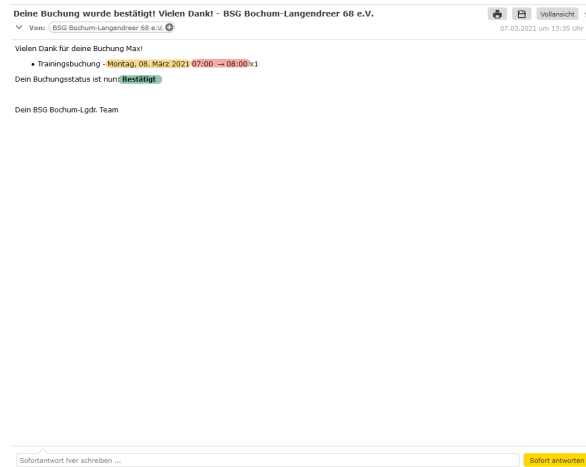 Deine Buchung wurde bestätigt! Vielen Dank! - BSG Bochum-Langendreer 68 e.V.
Vollansicht
Von: BSG Bochum-Langendreer 68 e.V.
07.03.2021 um 13:35 Uhr
Vielen Dank für deine Buchung Max!
• Trainingsbuchung - Montag, 08. März 2021 07:00 → 08:00 x1
Dein Buchungsstatus ist nun: Bestätigt
Dein BSG Bochum-Lgdr. Team
Sofortantwort hier schreiben ...
Sofort antworten